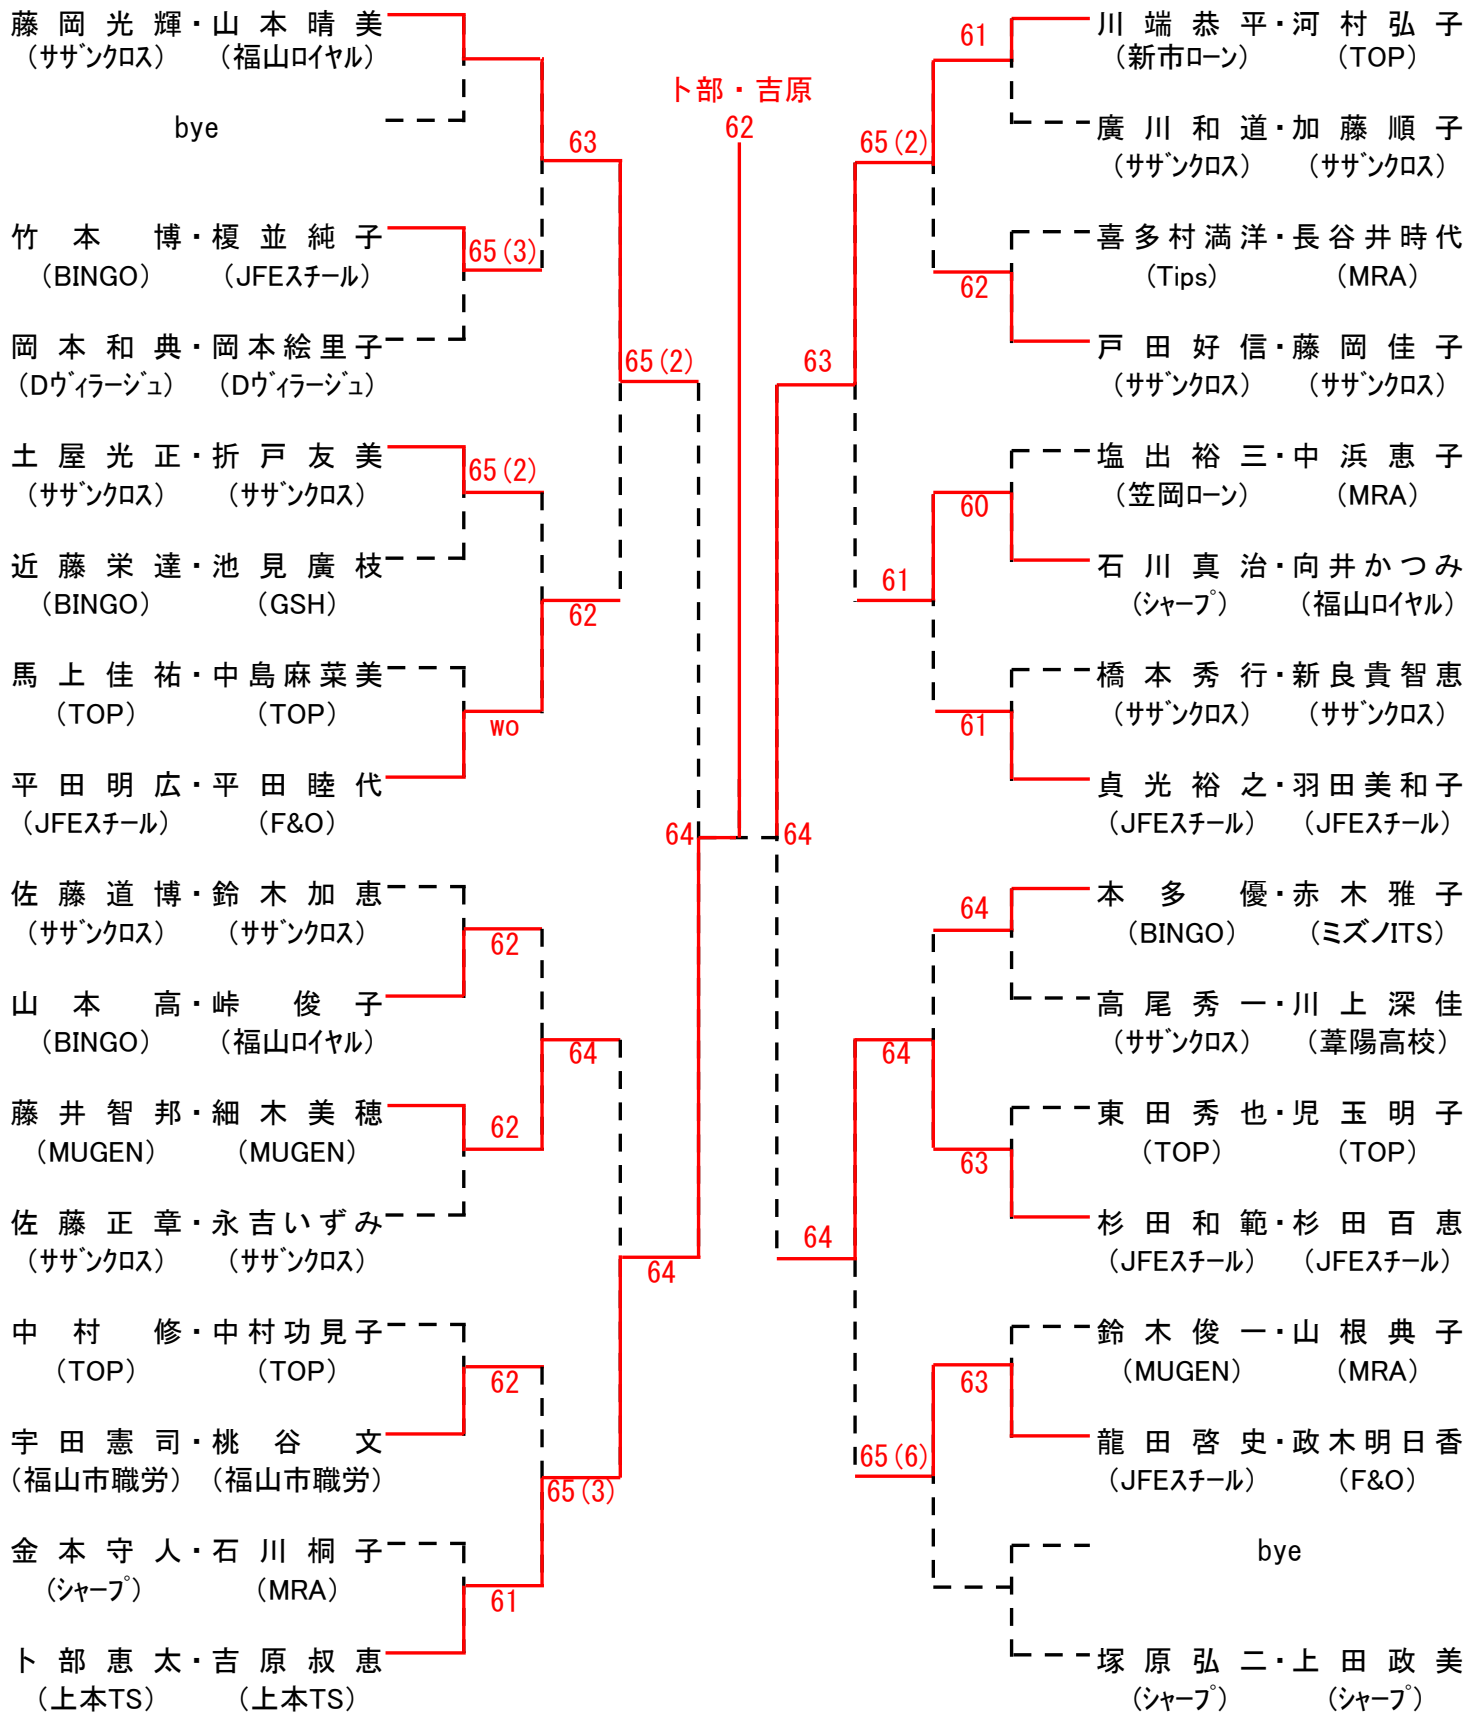 藤岡光輝・山本晴美
(サザンクロス) (福山ロイヤル)
bye
63
竹本博・榎並純子
65(3)
(BINGO) (JFEスチール)
岡本和典・岡本絵里子
(Dヴィラージュ) (Dヴィラージュ)
65(2)
土屋光正・折戸友美
65(2)
(サザンクロス) (サザンクロス)
近藤栄達・池見廣枝
(BINGO) (GSH)
62
馬上佳祐・中島麻菜美
(TOP) (TOP)
wo
平田明広・平田睦代
(JFEスチール) (F&O)
64
佐藤道博・鈴木加恵
(サザンクロス) (サザンクロス)
62
山本高・峠俊子
(BINGO) (福山ロイヤル)
64
藤井智邦・細木美穂
62
(MUGEN) (MUGEN)
佐藤正章・永吉いずみ
(サザンクロス) (サザンクロス)
64
中村修・中村功見子
(TOP) (TOP)
62
宇田憲司・桃谷文
(福山市職労) (福山市職労)
65(3)
金本守人・石川桐子
(シャープ) (MRA)
61
卜部恵太・吉原叔恵
(上本TS) (上本TS)
卜部・吉原
62
川端恭平・河村弘子
61
(新市ローン) (TOP)
廣川和道・加藤順子
65(2)
(サザンクロス) (サザンクロス)
喜多村満洋・長谷井時代
(Tips) (MRA)
62
戸田好信・藤岡佳子
63
(サザンクロス) (サザンクロス)
塩出裕三・中浜恵子
(笠岡ローン) (MRA)
60
石川真治・向井かつみ
61
(シャープ) (福山ロイヤル)
橋本秀行・新良貴智恵
(サザンクロス) (サザンクロス)
61
貞光裕之・羽田美和子
(JFEスチール) (JFEスチール)
64
本多優・赤木雅子
64
(BINGO) (ミズノITS)
高尾秀一・川上深佳
(サザンクロス) (葦陽高校)
64
東田秀也・児玉明子
(TOP) (TOP)
63
杉田和範・杉田百恵
64
(JFEスチール) (JFEスチール)
鈴木俊一・山根典子
(MUGEN) (MRA)
63
龍田啓史・政木明日香
65(6)
(JFEスチール) (F&O)
bye
塚原弘二・上田政美
(シャープ) (シャープ)